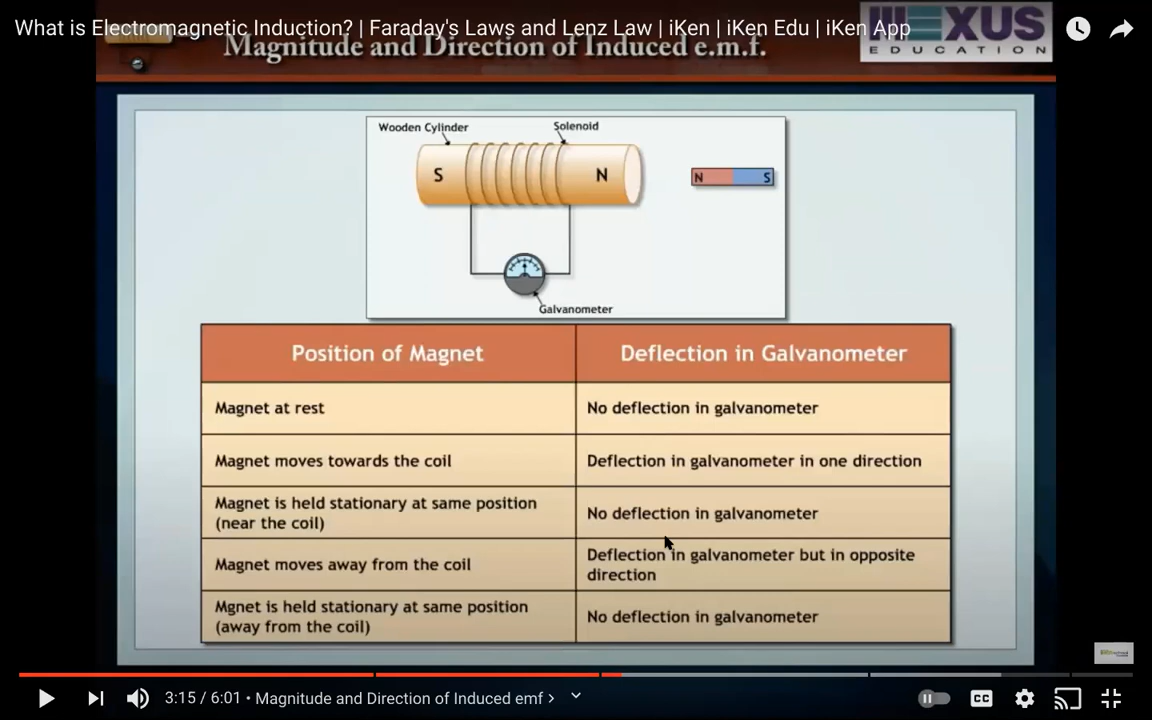 What is Electromagnetic Induction? | Faraday's Laws and Lenz Law | iKen | iKen Edu | iKen App
Magnitude and Direction of Induced e.m.f.
NEXUS
EDUCATION
Wooden Cylinder
Solenoid
S
N
N
S
Galvanometer
Position of Magnet
Deflection in Galvanometer
Magnet at rest
No deflection in galvanometer
Magnet moves towards the coil
Deflection in galvanometer in one direction
Magnet is held stationary at same position
(near the coil)
No deflection in galvanometer
Magnet moves away from the coil
Deflection in galvanometer but in opposite
direction
Mgnet is held stationary at same position
(away from the coil)
No deflection in galvanometer
3:15 / 6:01 • Magnitude and Direction of Induced emf >
CC